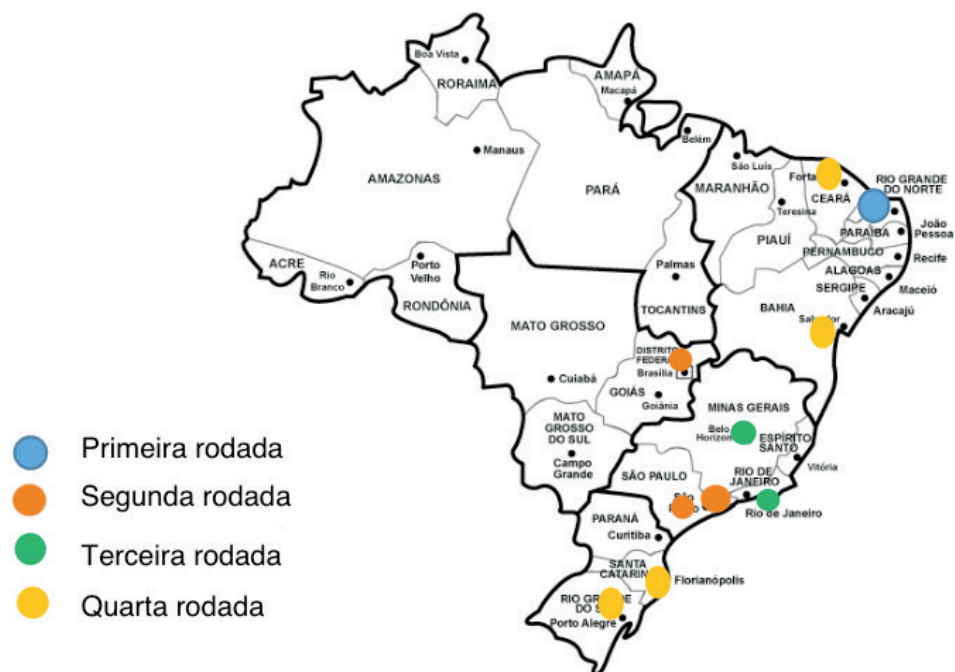 Boa Vista
RORAIMA
AMAPÁ
Macapá
Manaus
Belém
AMAZONAS
PARÁ
São Luis
MARANHÃO
Teresina
PIAUÍ
CEARÁ
RIO GRANDE
DO NORTE
PARAÍBA
João
Pessoa
PERNAMBUCO
Recife
ALAGOAS
Maceió
SERGIPE
Aracajú
BAHIA
ACRE
Rio
Branco
Porto
Velho
RONDÔNIA
Palmas
TOCANTINS
MATO GROSSO
Cuiabá
DISTRITO
Brasília
GOIÁS
Goiânia
MINAS GERAIS
Belo
ESPÍRITO
SANTO
Vitória
MATO
GROSSO
DO SUL
Campo
Grande
SÃO PAULO
RIO DE
JANEIRO
Rio de Janeiro
PARANÁ
Curitiba
SANTA
Florianópolis
Porto Alegre
Primeira rodada
Segunda rodada
Terceira rodada
Quarta rodada